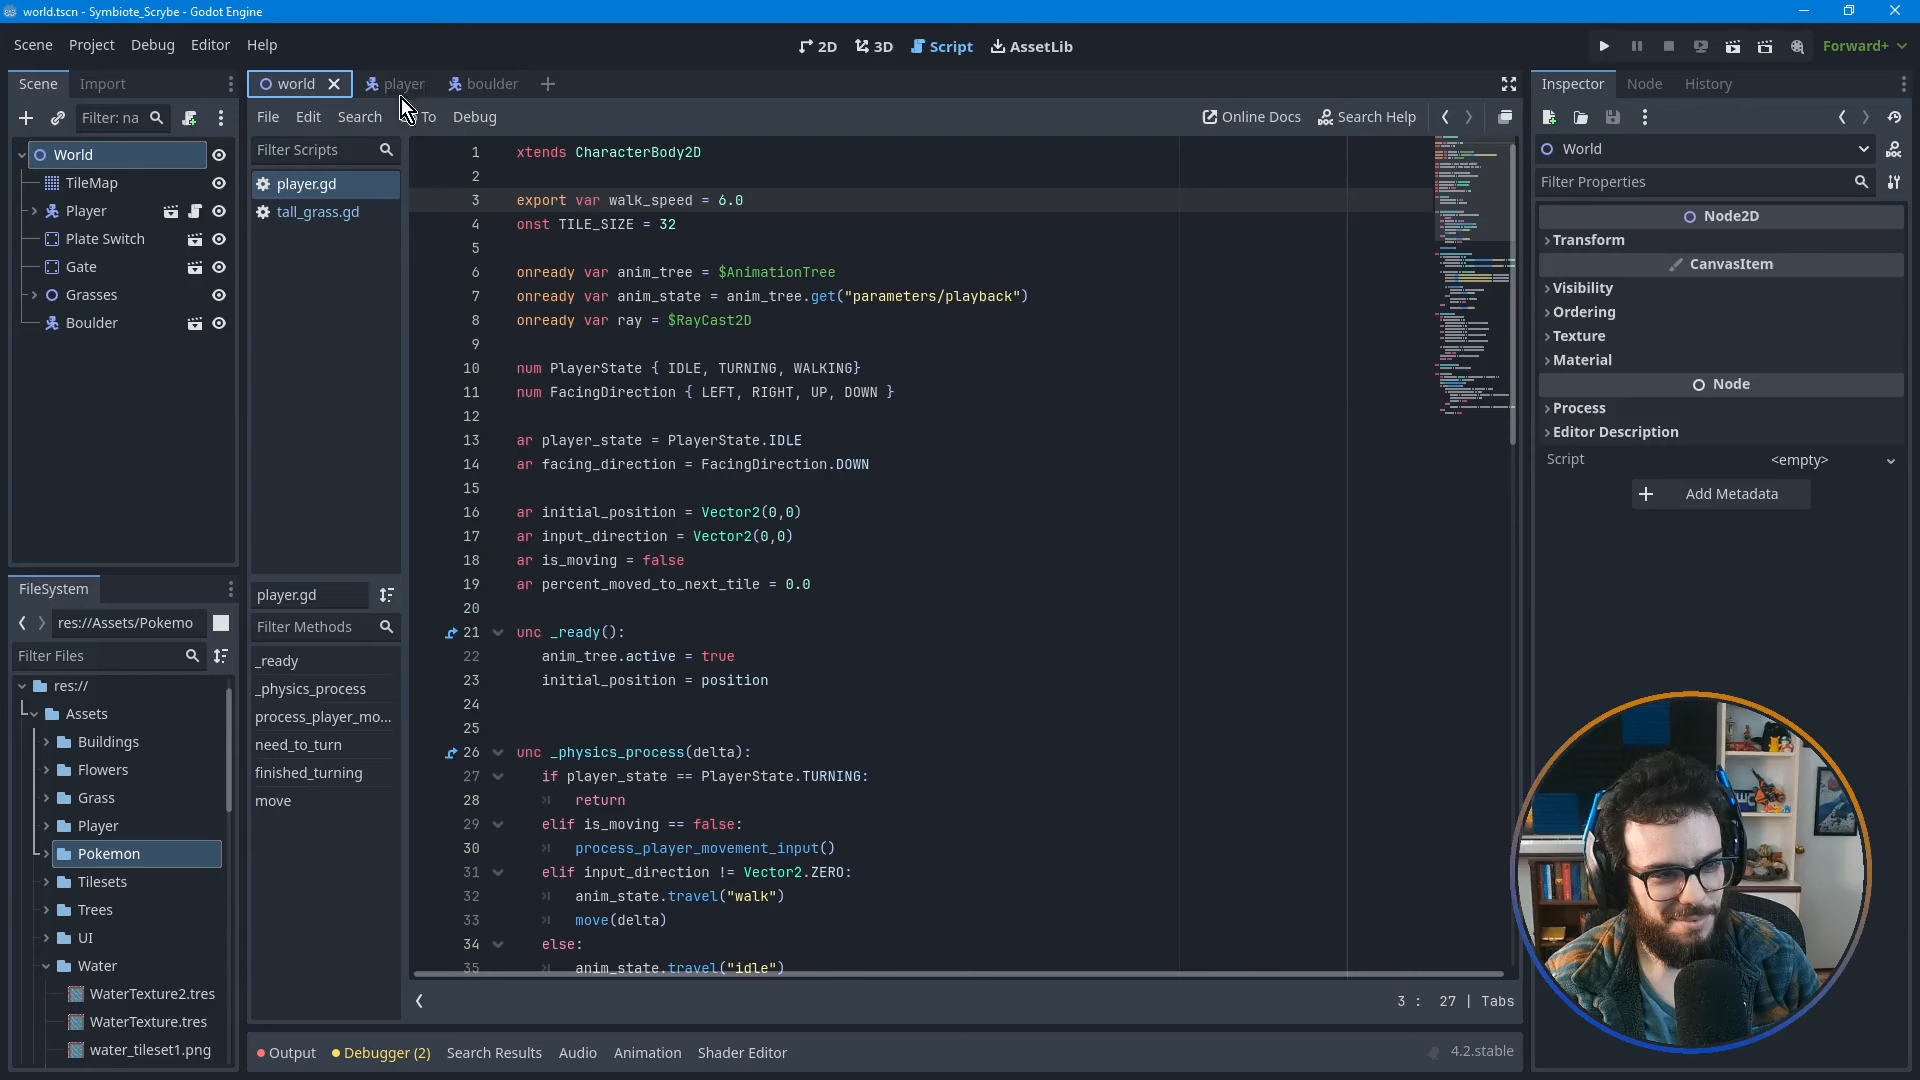 world.tscn - Symbiote_Scrybe - Godot Engine
Scene Project Debug Editor Help
2D 3D Script AssetLib
Forward+
Scene Import
world player boulder
Inspector Node History
Filter: na
File Edit Search To Debug
Online Docs Search Help
World
TileMap
Player
Plate Switch
Gate
Grasses
Boulder
Filter Scripts
player.gd
tall_grass.gd
player.gd
Filter Methods
_ready
_physics_process
process_player_mo...
need_to_turn
finished_turning
move
1 xtends CharacterBody2D
2
3 export var walk_speed = 6.0
4 onst TILE_SIZE = 32
5
6 onready var anim_tree = $AnimationTree
7 onready var anim_state = anim_tree.get("parameters/playback")
8 onready var ray = $RayCast2D
9
10 num PlayerState { IDLE, TURNING, WALKING}
11 num FacingDirection { LEFT, RIGHT, UP, DOWN }
12
13 ar player_state = PlayerState.IDLE
14 ar facing_direction = FacingDirection.DOWN
15
16 ar initial_position = Vector2(0,0)
17 ar input_direction = Vector2(0,0)
18 ar is_moving = false
19 ar percent_moved_to_next_tile = 0.0
20
21 unc _ready():
22 anim_tree.active = true
23 initial_position = position
24
25
26 unc _physics_process(delta):
27 if player_state == PlayerState.TURNING:
28 return
29 elif is_moving == false:
30 process_player_movement_input()
31 elif input_direction != Vector2.ZERO:
32 anim_state.travel("walk")
33 move(delta)
34 else:
35 anim_state.travel("idle")
3 : 27 | Tabs
World
Filter Properties
Node2D
Transform
CanvasItem
Visibility
Ordering
Texture
Material
Node
Process
Editor Description
Script <empty>
Add Metadata
FileSystem
res://Assets/Pokemo
Filter Files
res://
Assets
Buildings
Flowers
Grass
Player
Pokemon
Tilesets
Trees
UI
Water
WaterTexture2.tres
WaterTexture.tres
water_tileset1.png
Output Debugger (2) Search Results Audio Animation Shader Editor
4.2.stable